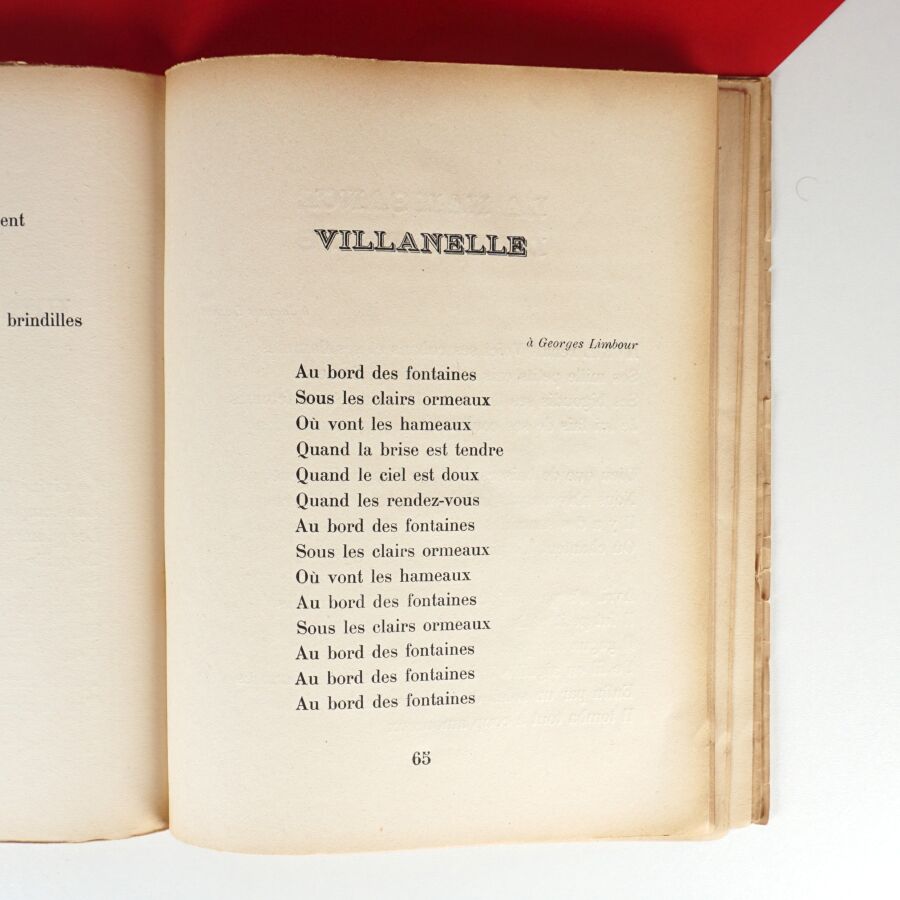 ent
brindilles
VILLANELLE
à Georges Limbour
Au bord des fontaines
Sous les clairs ormeaux
Où vont les hameaux
Quand la brise est tendre
Quand le ciel est doux
Quand les rendez-vous
Au bord des fontaines
Sous les clairs ormeaux
Où vont les hameaux
Au bord des fontaines
Sous les clairs ormeaux
Au bord des fontaines
Au bord des fontaines
Au bord des fontaines
65